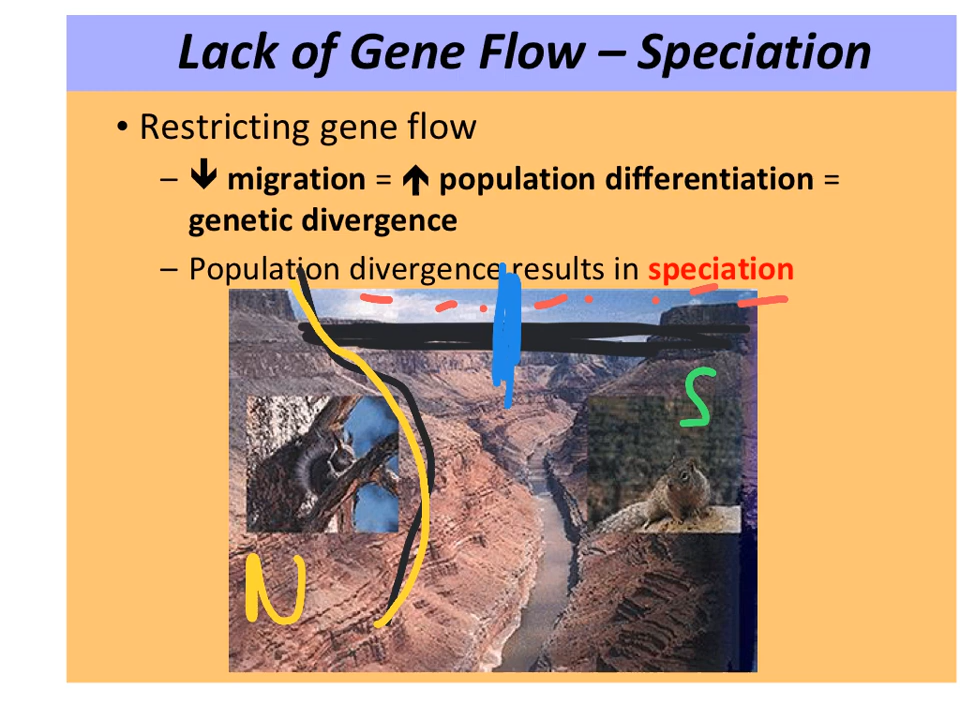 Lack of Gene Flow – Speciation
• Restricting gene flow
– 🡻 migration = 🡹 population differentiation =
genetic divergence
– Population divergence results in speciation
S
N